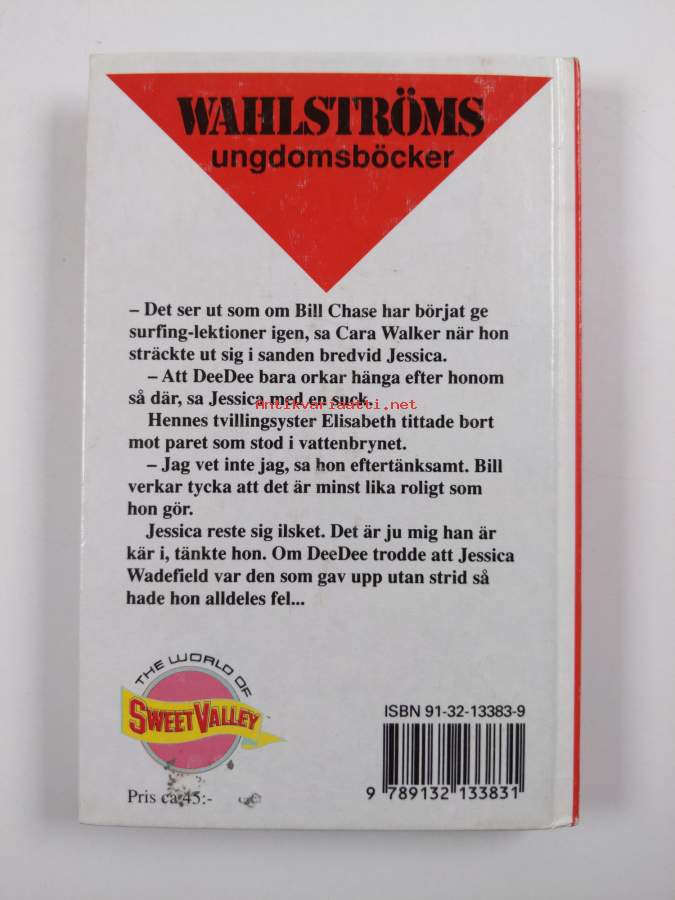 WAHLSTRÖMS
ungdomsböcker
– Det ser ut som om Bill Chase har börjat ge
surfing-lektioner igen, sa Cara Walker när hon
sträckte ut sig i sanden bredvid Jessica.
– Att DeeDee bara orkar hänga efter honom
så där, sa Jessica med en suck.
Antikvariaatti.net
Hennes tvillingsyster Elisabeth tittade bort
mot paret som stod i vattenbrynet.
– Jag vet inte jag, sa hon eftertänksamt. Bill
verkar tycka att det är minst lika roligt som
hon gör.
Jessica reste sig ilsket. Det är ju mig han är
kär i, tänkte hon. Om DeeDee trodde att Jessica
Wadefield var den som gav upp utan strid så
hade hon alldeles fel...
THE WORLD OF
SWEET VALLEY
ISBN 91-32-13383-9
9 789132 133831
Pris ca 45:-